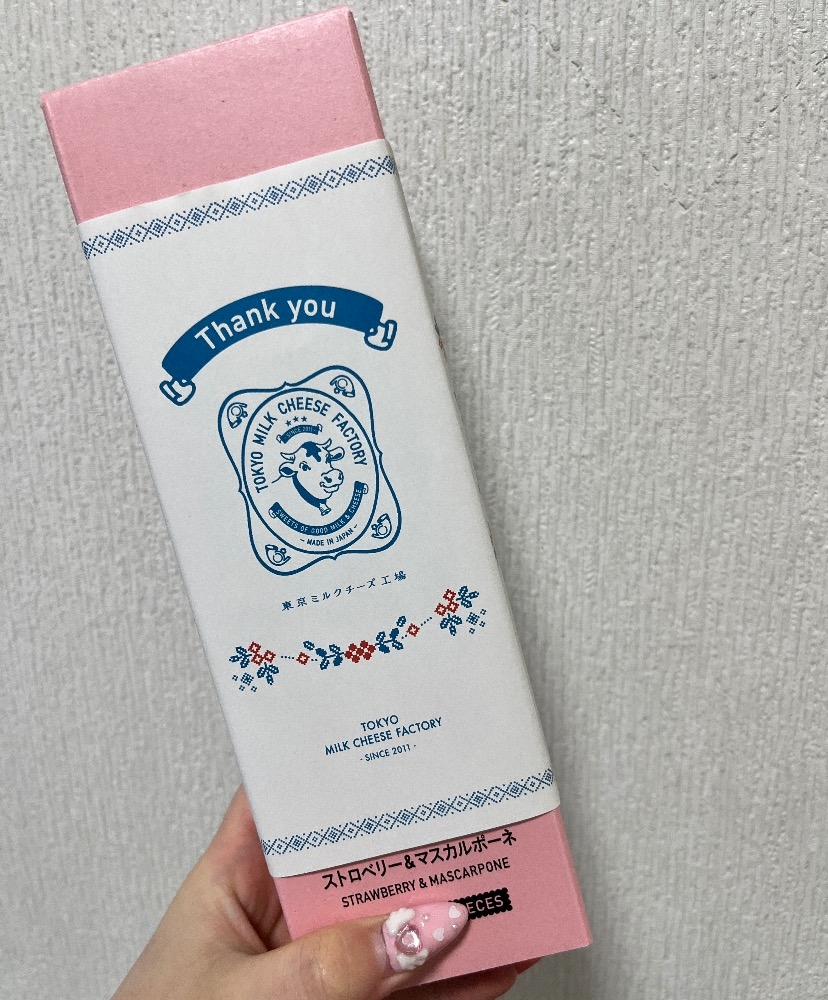 Thank you
TOKYO MILK CHEESE FACTORY
SINCE 2011
SWEETS OF GOOD MILK & CHEESE
- MADE IN JAPAN -
東京ミルクチーズ工場
TOKYO
MILK CHEESE FACTORY
- SINCE 2011 -
ストロベリー&マスカルポーネ
STRAWBERRY & MASCARPONE